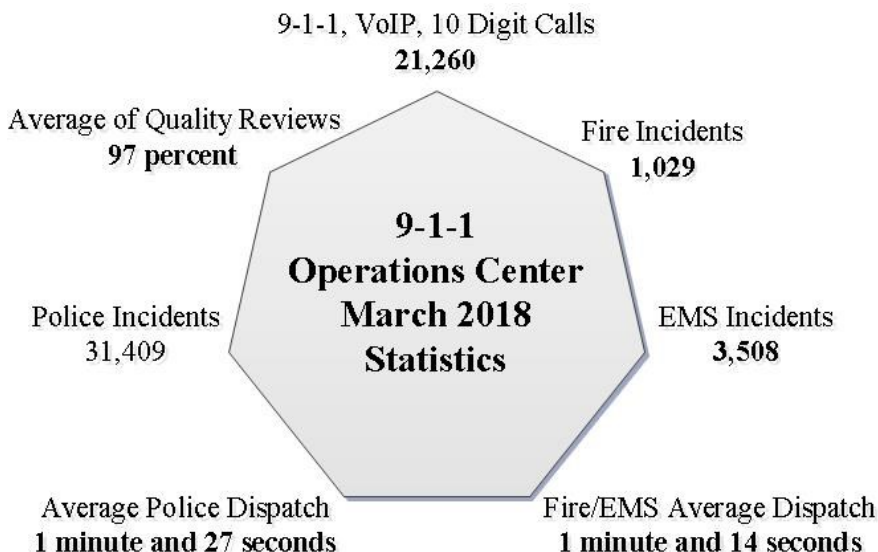 9-1-1, VoIP, 10 Digit Calls
21,260
Average of Quality Reviews
97 percent
Fire Incidents
1,029
9-1-1
Operations Center
March 2018
Statistics
Police Incidents
31,409
EMS Incidents
3,508
Average Police Dispatch
1 minute and 27 seconds
Fire/EMS Average Dispatch
1 minute and 14 seconds